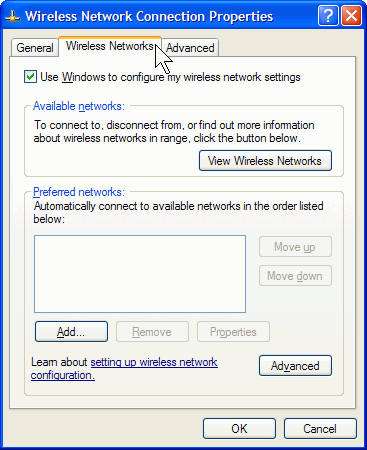 Wireless Network Connection Properties
?
General
Wireless Networks
Advanced
Use Windows to configure my wireless network settings
Available networks:
To connect to, disconnect from, or find out more information
about wireless networks in range, click the button below.
View Wireless Networks
Preferred networks:
Automatically connect to available networks in the order listed
below:
Move up
Move down
Add...
Remove
Properties
Learn about setting up wireless network
configuration.
Advanced
OK
Cancel